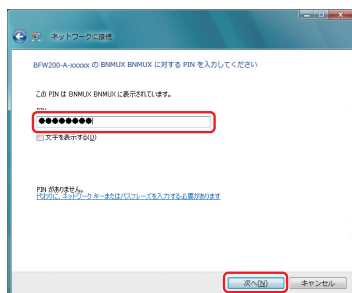 ネットワークに接続
BFW200-A-xxxxxx の BNMUX BNMUX に対する PIN を入力してください
この PIN は BNMUX BNMUX に表示されています。
●●●●●●●●
文字を表示する(D)
PIN がありません。
代わりに、ネットワーク キーまたはパスフレーズを入力する必要があります
次へ(N)
キャンセル